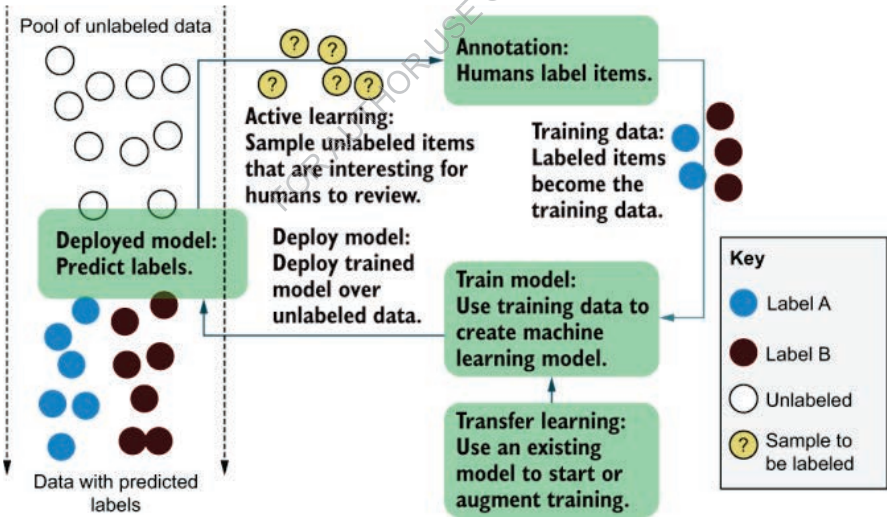 Pool of unlabeled data
?
?
?
?
?
Active learning:
Sample unlabeled items
that are interesting for
humans to review.
FOR AUTHOR USE
Annotation:
Humans label items.
Training data:
Labeled items
become the
training data.
Deployed model:
Predict labels.
Deploy model:
Deploy trained
model over
unlabeled data.
Train model:
Use training data to
create machine
learning model.
Transfer learning:
Use an existing
model to start or
augment training.
Data with predicted
labels
Key
Label A
Label B
Unlabeled
?
Sample to
be labeled